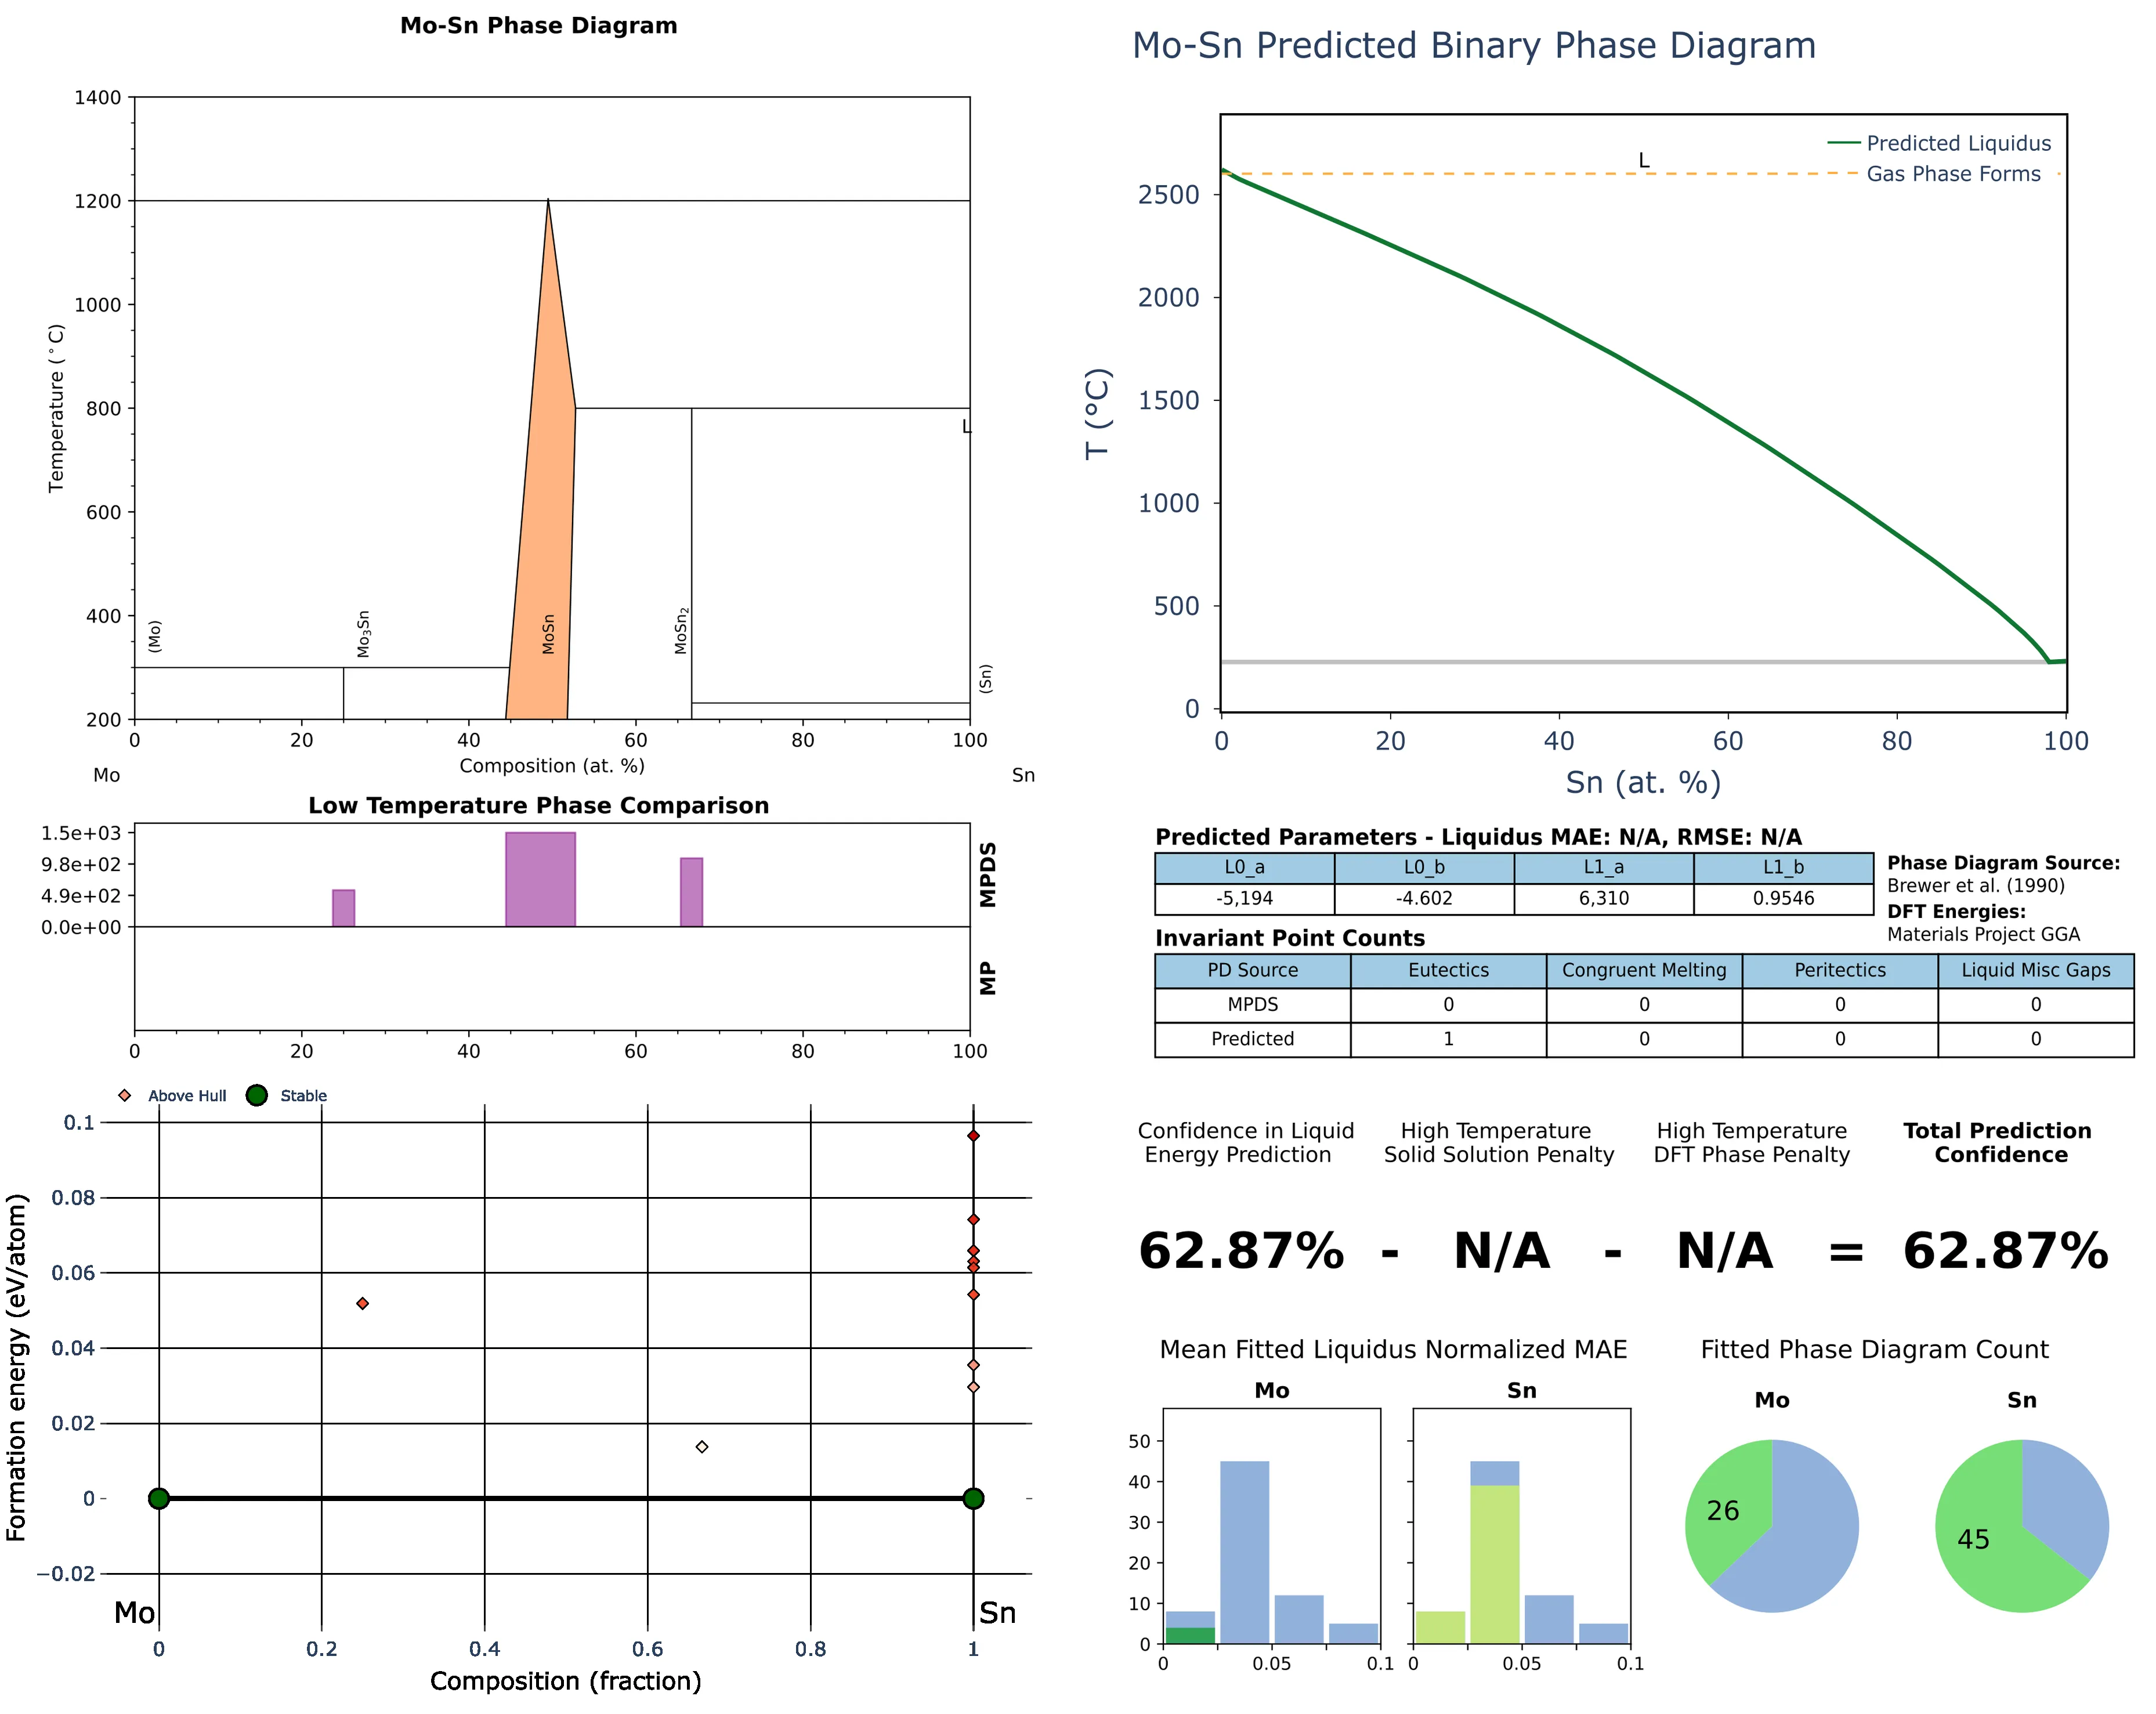 Mo-Sn Phase Diagram
1400
1200
1000
800
600
400
200
Temperature (°C)
(Mo)
Mo₃Sn
MoSn
MoSn₂
L
(Sn)
0 20 40 60 80 100
Mo Composition (at. %) Sn
Low Temperature Phase Comparison
1.5e+03
9.8e+02
4.9e+02
0.0e+00
MPDS
MP
0 20 40 60 80 100
Above Hull Stable
0.1
0.08
0.06
0.04
0.02
0
−0.02
Formation energy (eV/atom)
Mo Sn
0 0.2 0.4 0.6 0.8 1
Composition (fraction)
Mo-Sn Predicted Binary Phase Diagram
L
Predicted Liquidus
Gas Phase Forms
2500
2000
1500
1000
500
0
T (°C)
0 20 40 60 80 100
Sn (at. %)
Predicted Parameters - Liquidus MAE: N/A, RMSE: N/A
L0_a L0_b L1_a L1_b
-5,194 -4.602 6,310 0.9546
Phase Diagram Source:
Brewer et al. (1990)
DFT Energies:
Materials Project GGA
Invariant Point Counts
PD Source Eutectics Congruent Melting Peritectics Liquid Misc Gaps
MPDS 0 0 0 0
Predicted 1 0 0 0
Confidence in Liquid
Energy Prediction
High Temperature
Solid Solution Penalty
High Temperature
DFT Phase Penalty
Total Prediction
Confidence
62.87% - N/A - N/A = 62.87%
Mean Fitted Liquidus Normalized MAE
Mo Sn
50
40
30
20
10
0
0 0.05 0.1 0 0.05 0.1
Fitted Phase Diagram Count
Mo Sn
26 45